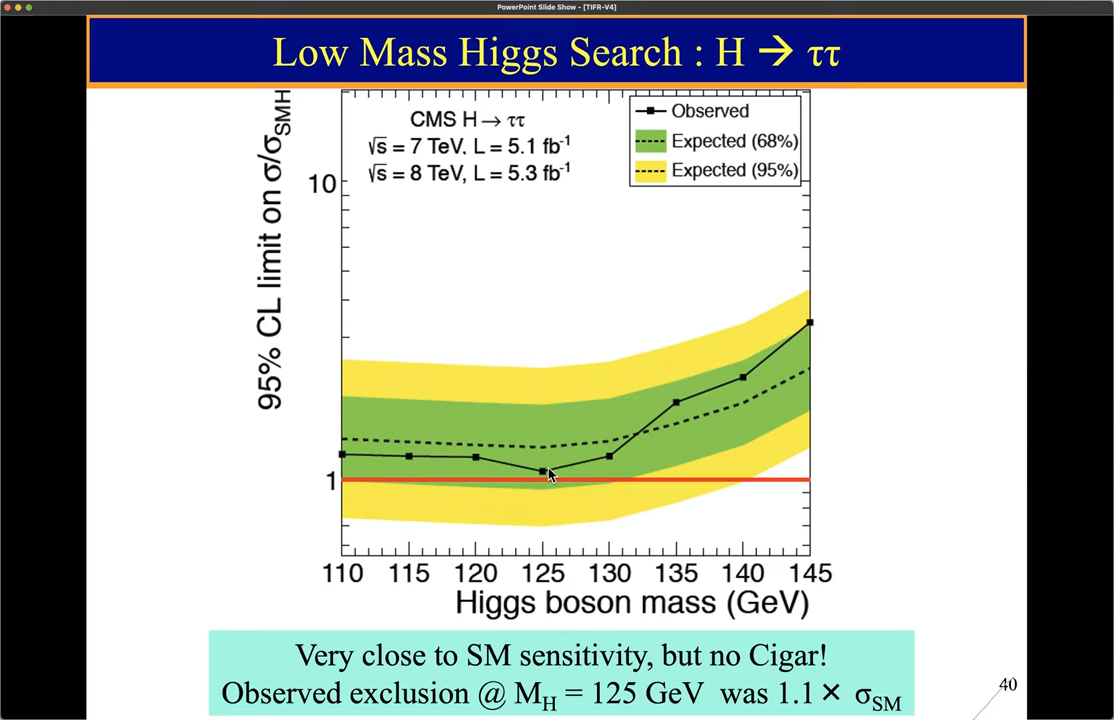 PowerPoint Slide Show - [TIFR-V4]
Low Mass Higgs Search : H → ττ
CMS H → ττ
√s = 7 TeV, L = 5.1 fb⁻¹
√s = 8 TeV, L = 5.3 fb⁻¹
Observed
Expected (68%)
Expected (95%)
95% CL limit on σ/σ_SMH
10
1
110 115 120 125 130 135 140 145
Higgs boson mass (GeV)
Very close to SM sensitivity, but no Cigar!
Observed exclusion @ M_H = 125 GeV was 1.1 × σ_SM
40